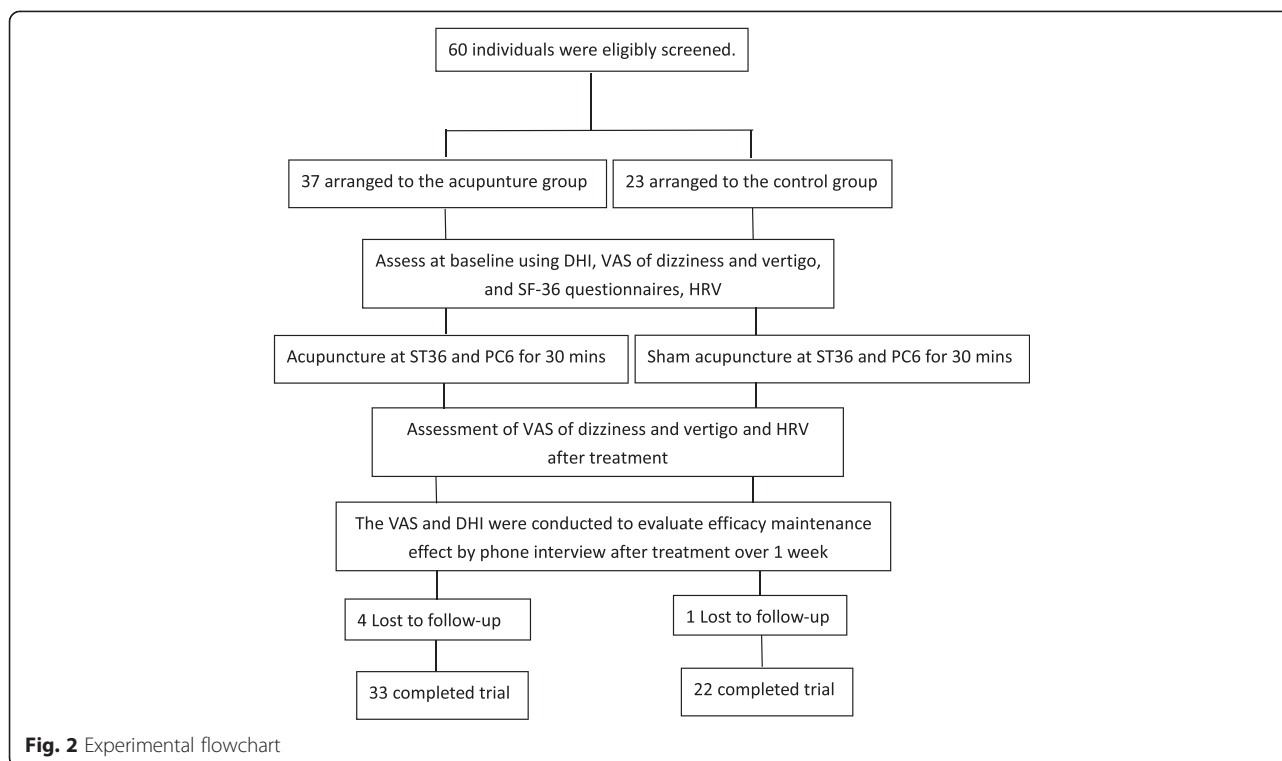 60 individuals were eligibly screened.
37 arranged to the acupunture group
23 arranged to the control group
Assess at baseline using DHI, VAS of dizziness and vertigo,
and SF-36 questionnaires, HRV
Acupuncture at ST36 and PC6 for 30 mins
Sham acupuncture at ST36 and PC6 for 30 mins
Assessment of VAS of dizziness and vertigo and HRV
after treatment
The VAS and DHI were conducted to evaluate efficacy maintenance
effect by phone interview after treatment over 1 week
4 Lost to follow-up
1 Lost to follow-up
33 completed trial
22 completed trial
Fig. 2 Experimental flowchart